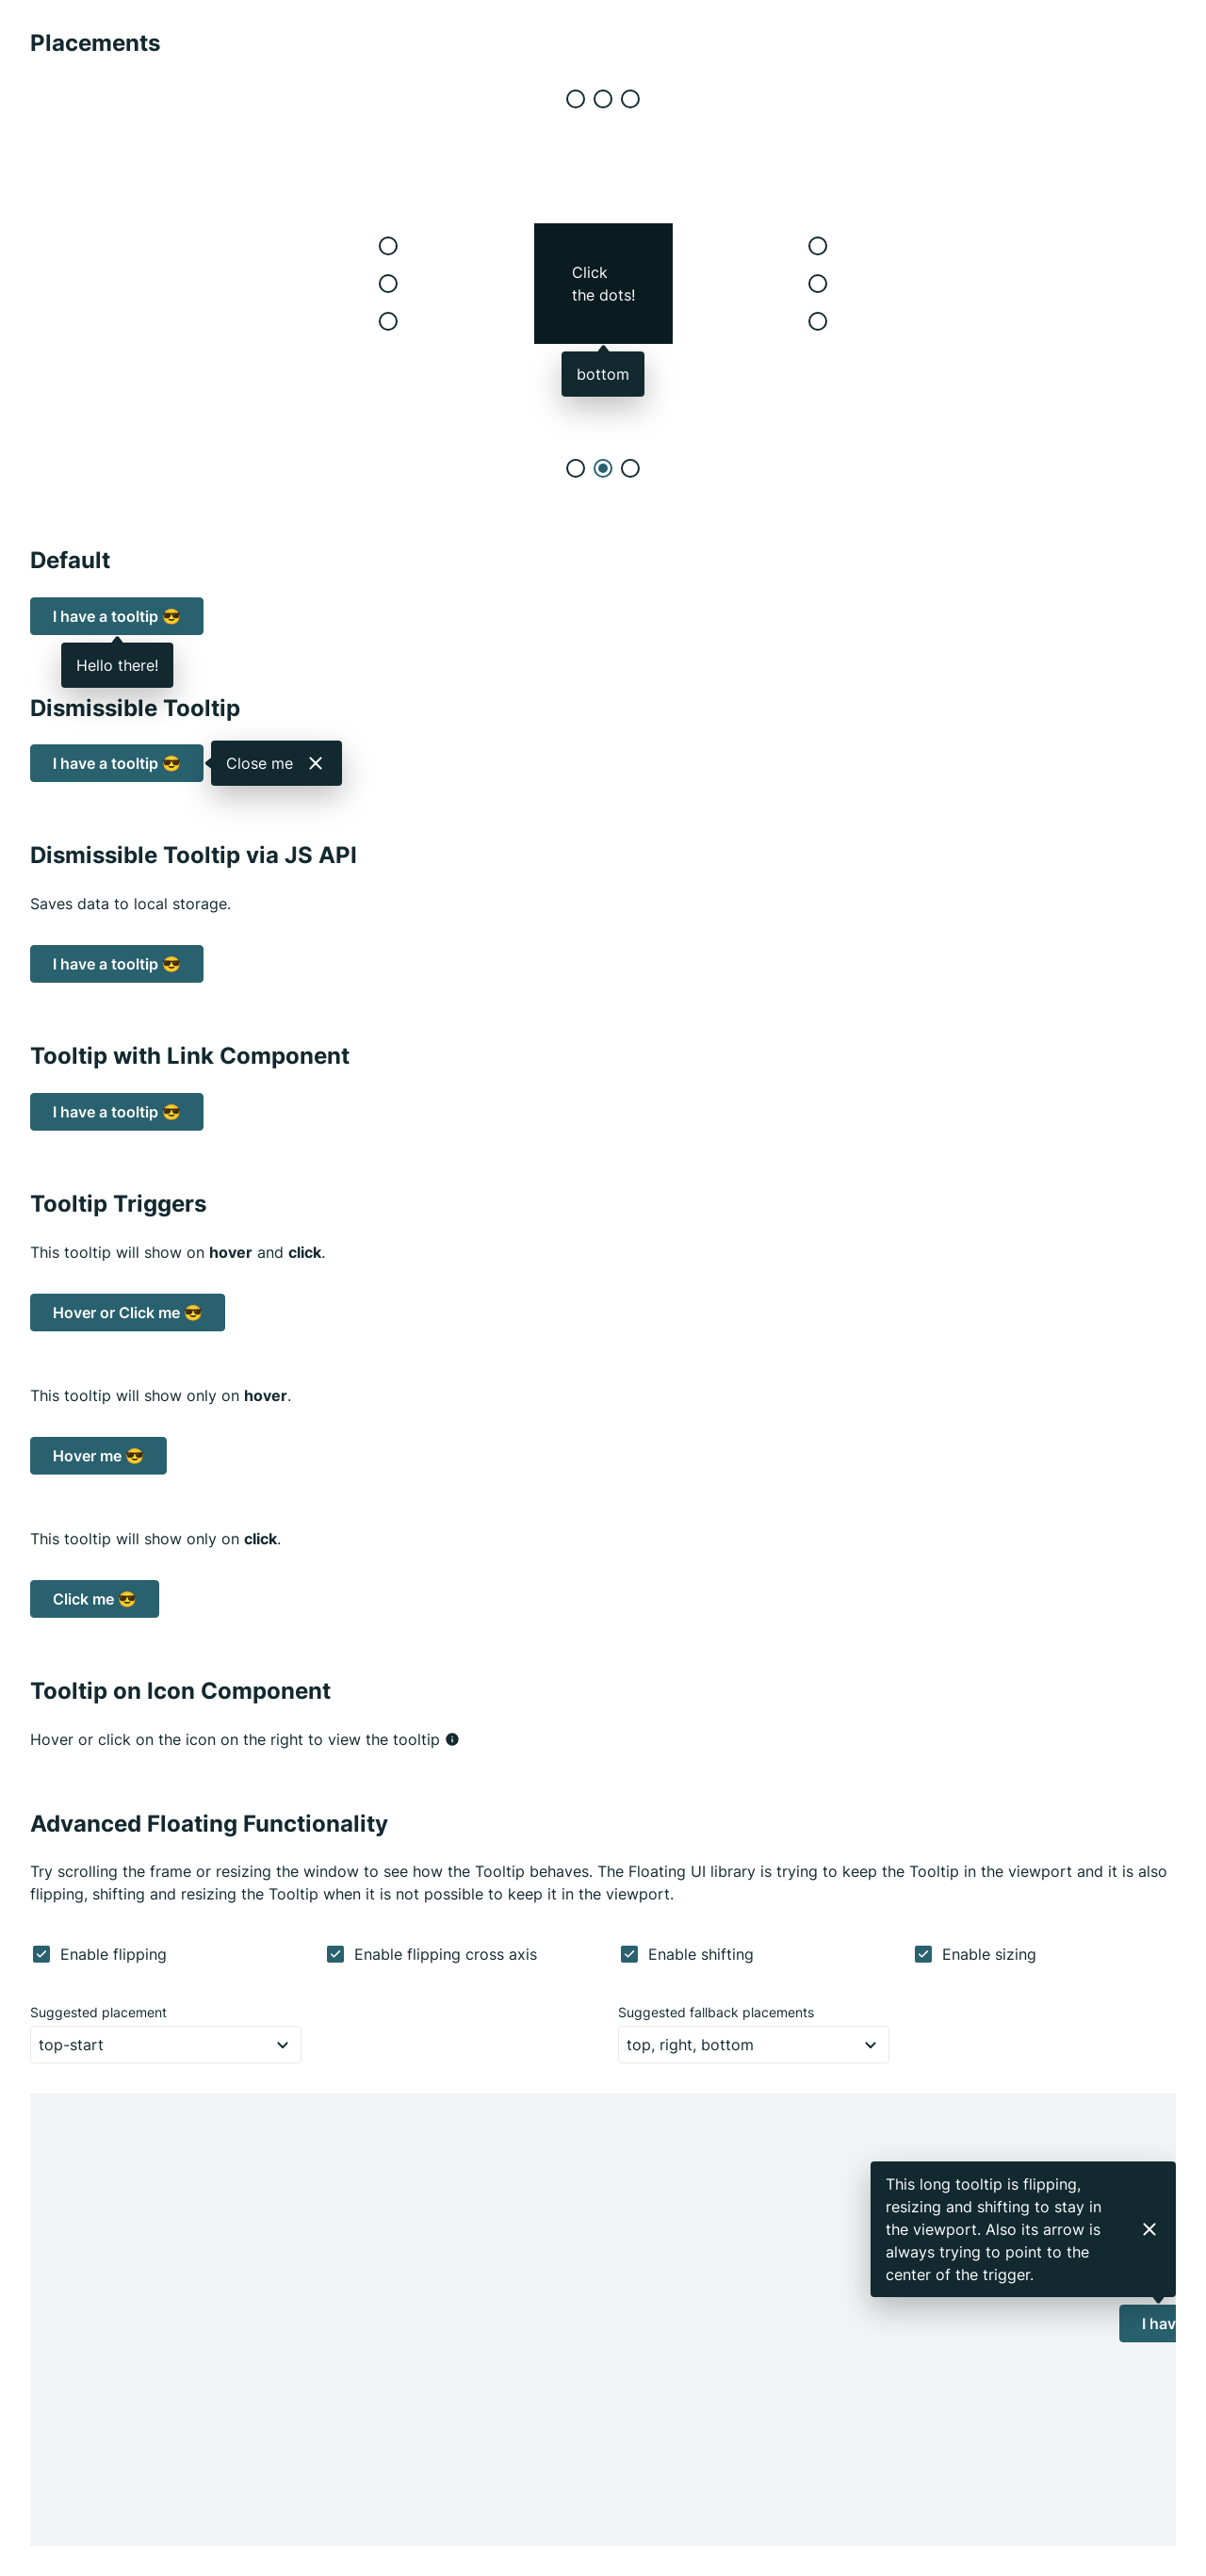 Placements
Click
the dots!
bottom
Default
I have a tooltip 😎
Hello there!
Dismissible Tooltip
I have a tooltip 😎
Close me
Dismissible Tooltip via JS API
Saves data to local storage.
I have a tooltip 😎
Tooltip with Link Component
I have a tooltip 😎
Tooltip Triggers
This tooltip will show on hover and click.
Hover or Click me 😎
This tooltip will show only on hover.
Hover me 😎
This tooltip will show only on click.
Click me 😎
Tooltip on Icon Component
Hover or click on the icon on the right to view the tooltip
Advanced Floating Functionality
Try scrolling the frame or resizing the window to see how the Tooltip behaves. The Floating UI library is trying to keep the Tooltip in the viewport and it is also
flipping, shifting and resizing the Tooltip when it is not possible to keep it in the viewport.
Enable flipping
Enable flipping cross axis
Enable shifting
Enable sizing
Suggested placement
top-start
Suggested fallback placements
top, right, bottom
This long tooltip is flipping,
resizing and shifting to stay in
the viewport. Also its arrow is
always trying to point to the
center of the trigger.
I hav